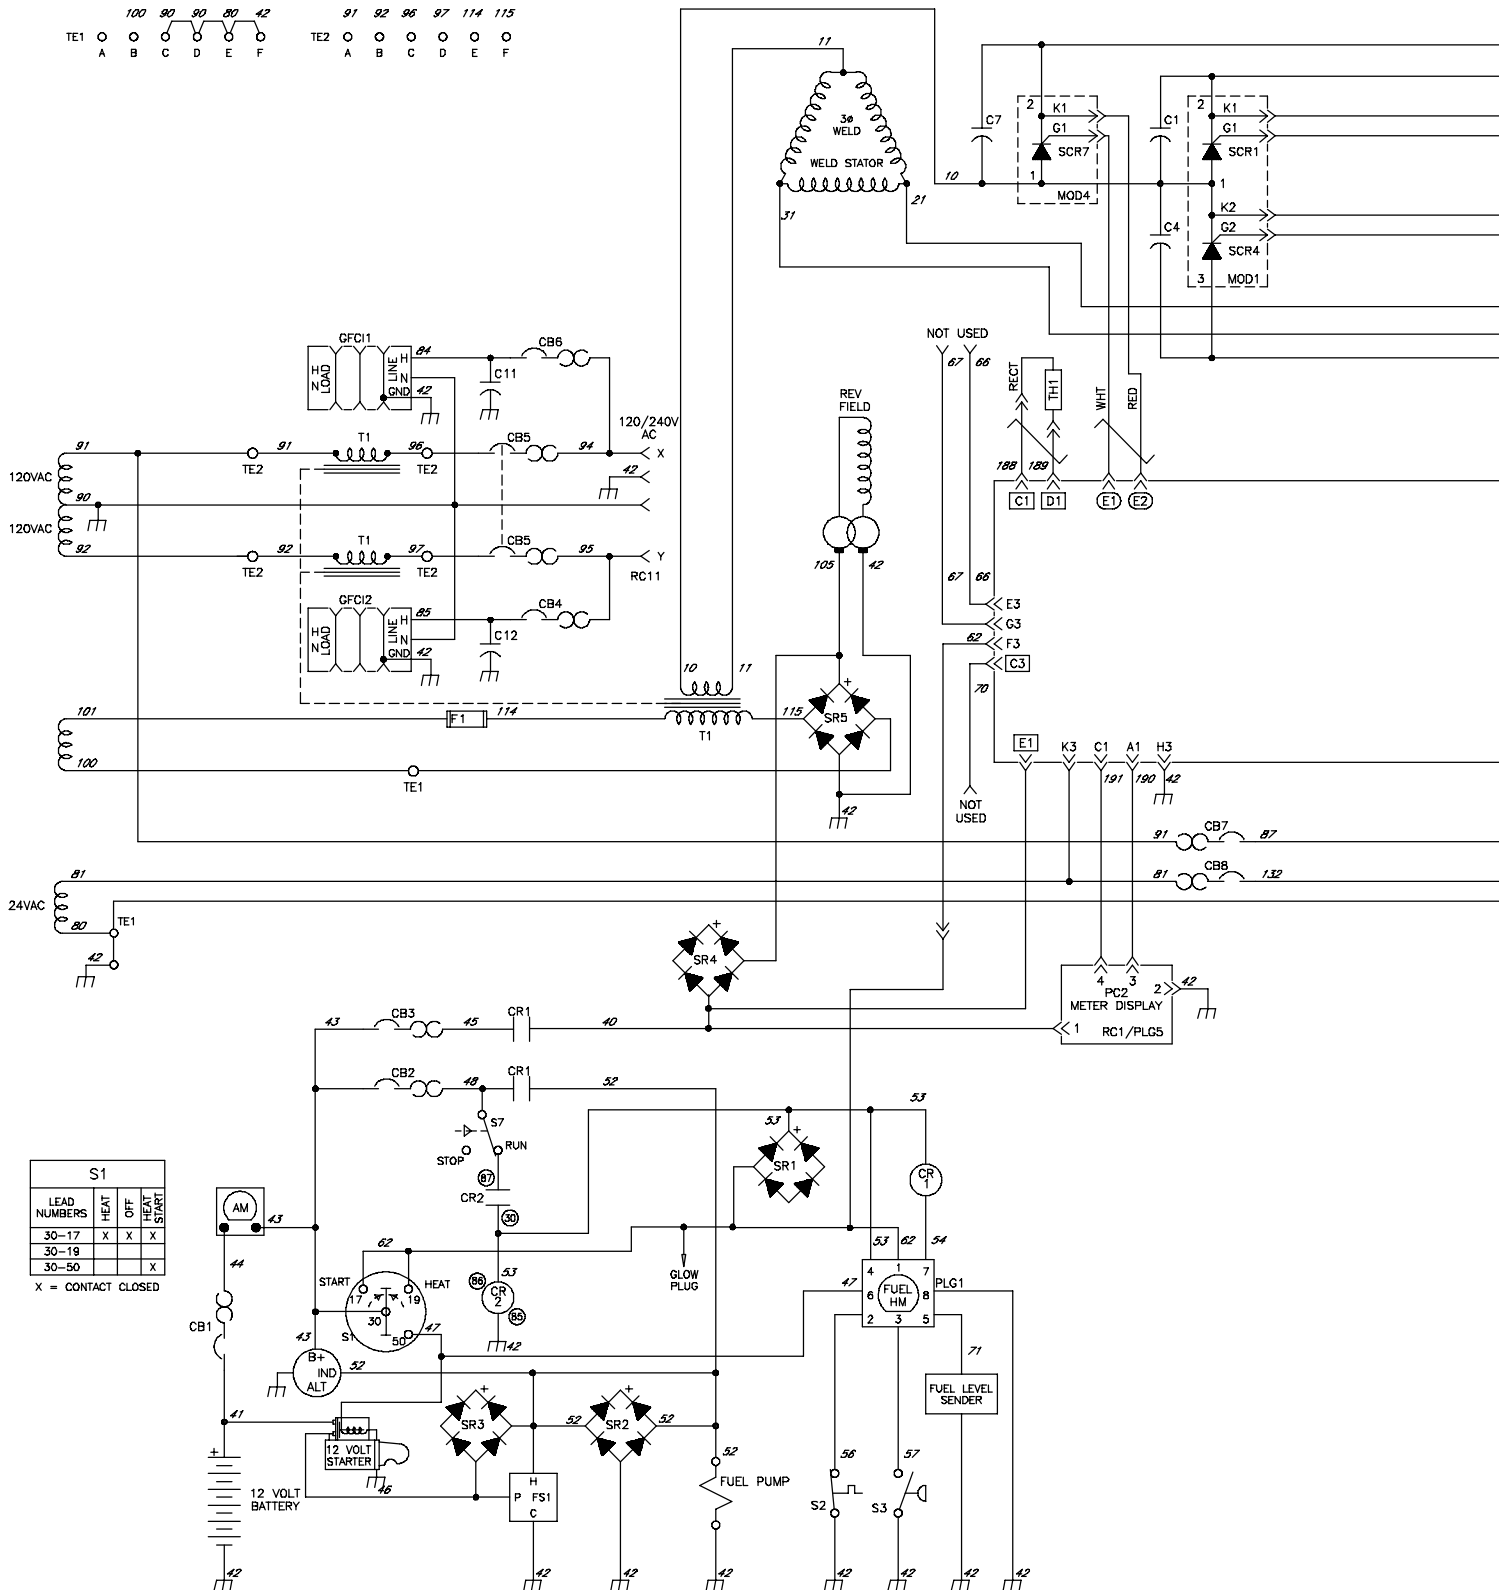 100 90 90 80 42
TE1
A B C D E F
91 92 96 97 114 115
TE2
A B C D E F
11
3ø
WELD
WELD STATOR
31
21
10
C7
2
K1
G1
SCR7
1
MOD4
C1
C4
2
K1
G1
SCR1
1
K2
G2
SCR4
3
MOD1
GFCI1
H
N
LOAD
LINE
H
N
GND
84
42
C11
CB6
120/240V
AC
91
120VAC
90
120VAC
92
91
TE2
T1
96
TE2
CB5
94
X
42
92
TE2
T1
97
TE2
CB5
95
Y
RC11
GFCI2
H
N
LOAD
LINE
H
N
GND
85
42
C12
CB4
REV
FIELD
105
42
NOT USED
67
66
RECT
TH1
WHT
RED
188
189
C1
D1
E1
E2
67
66
E3
G3
62
F3
C3
70
NOT
USED
10
11
101
F1
114
T1
115
+
SR5
100
TE1
42
E1
K3
C1
A1
H3
191
190
42
91
CB7
87
81
24VAC
81
CB8
132
80
TE1
42
+
SR4
4
3
PC2
METER DISPLAY
2
42
1
RC1/PLG5
43
CB3
45
CR1
40
CB2
48
CR1
52
S7
STOP
RUN
87
CR2
30
53
+
SR1
53
CR
1
S1
LEAD
NUMBERS
HEAT
OFF
HEAT
START
30-17 X X X
30-19
30-50 X
X = CONTACT CLOSED
AM
43
44
CB1
62
START
HEAT
17
19
30
S1
50
47
86
53
CR
2
85
42
GLOW
PLUG
53
62
54
4
1
7
47
6
FUEL
HM
8
PLG1
2
3
5
71
FUEL LEVEL
SENDER
43
B+
IND
ALT
52
41
12 VOLT
STARTER
46
+
12 VOLT
BATTERY
42
+
SR3
52
+
SR2
52
H
P FS1
C
42
42
52
FUEL PUMP
42
56
S2
42
57
S3
42
42
42